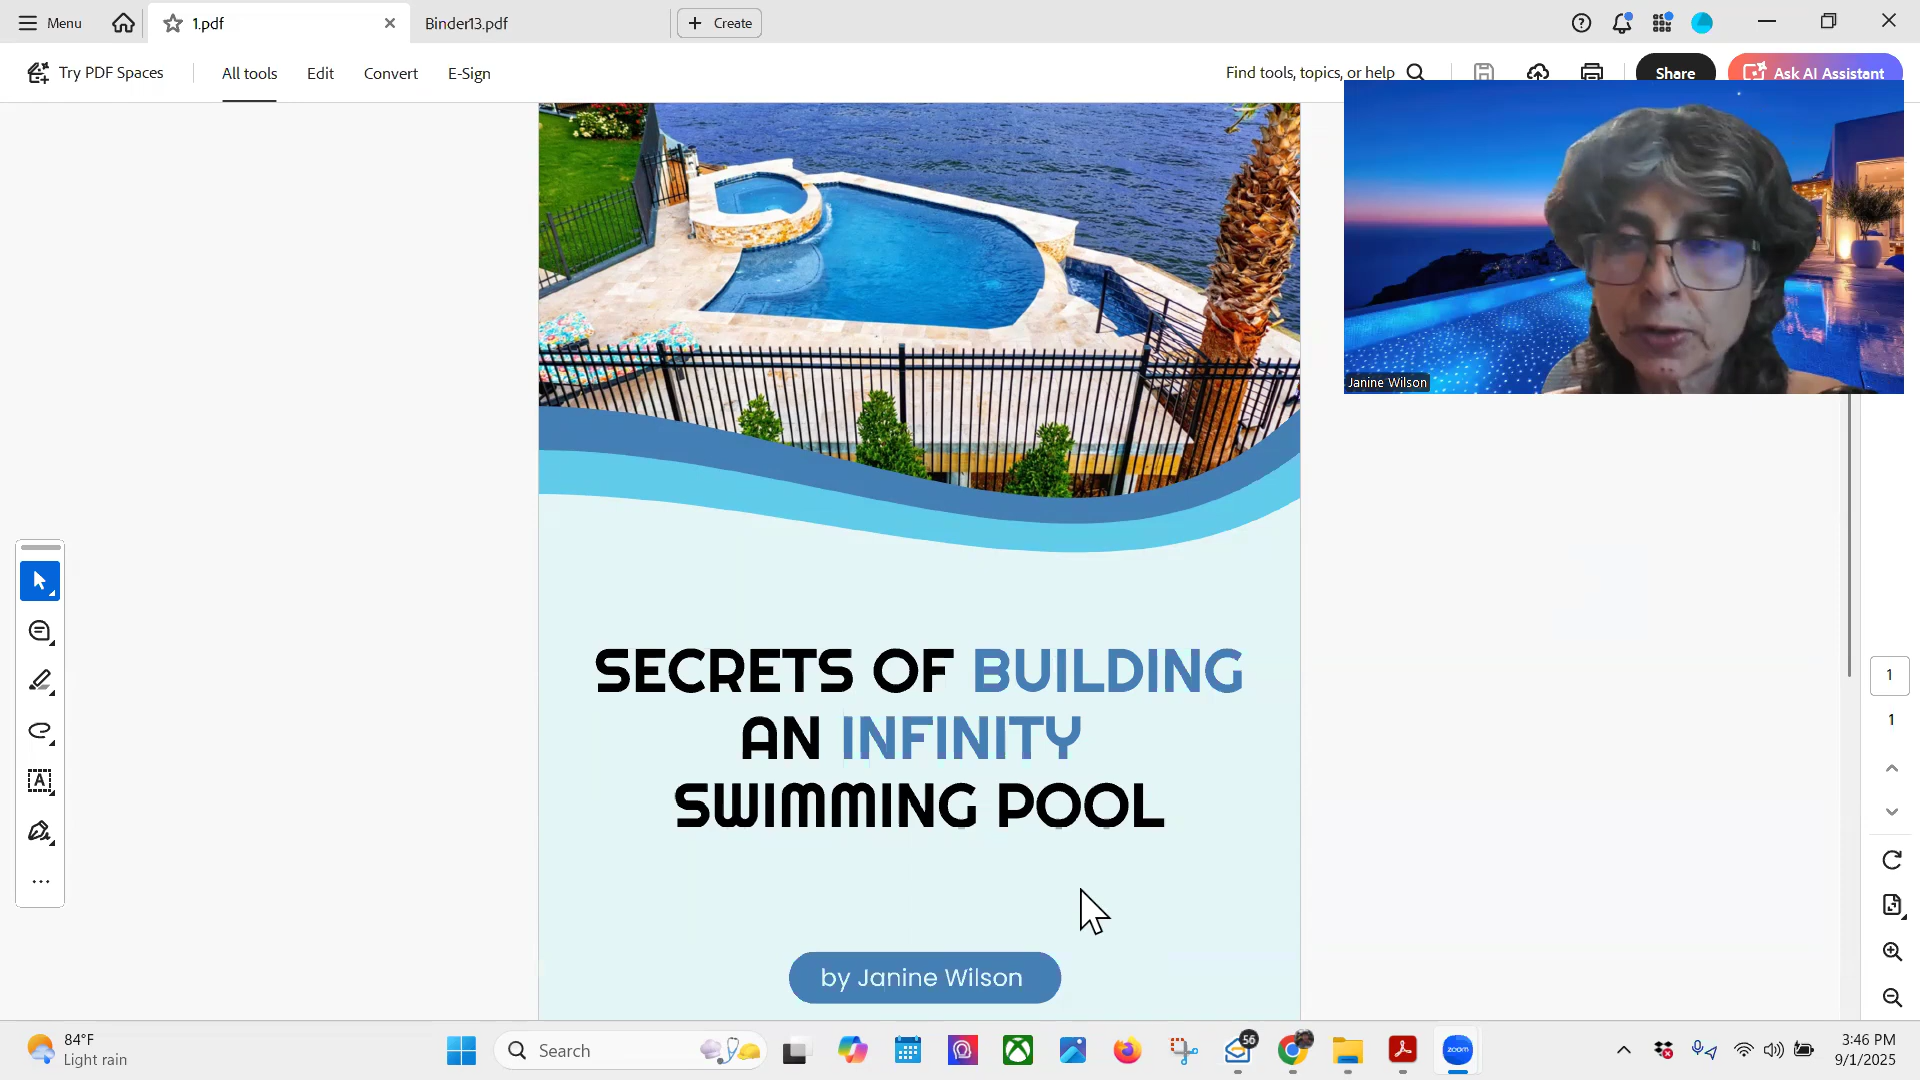 Menu
1.pdf
Binder13.pdf
Create
Try PDF Spaces
All tools
Edit
Convert
E-Sign
Find tools, topics, or help
Share
Ask AI Assistant
Janine Wilson
SECRETS OF BUILDING
AN INFINITY
SWIMMING POOL
by Janine Wilson
1
1
84°F
Light rain
Search
56
zoom
3:46 PM
9/1/2025